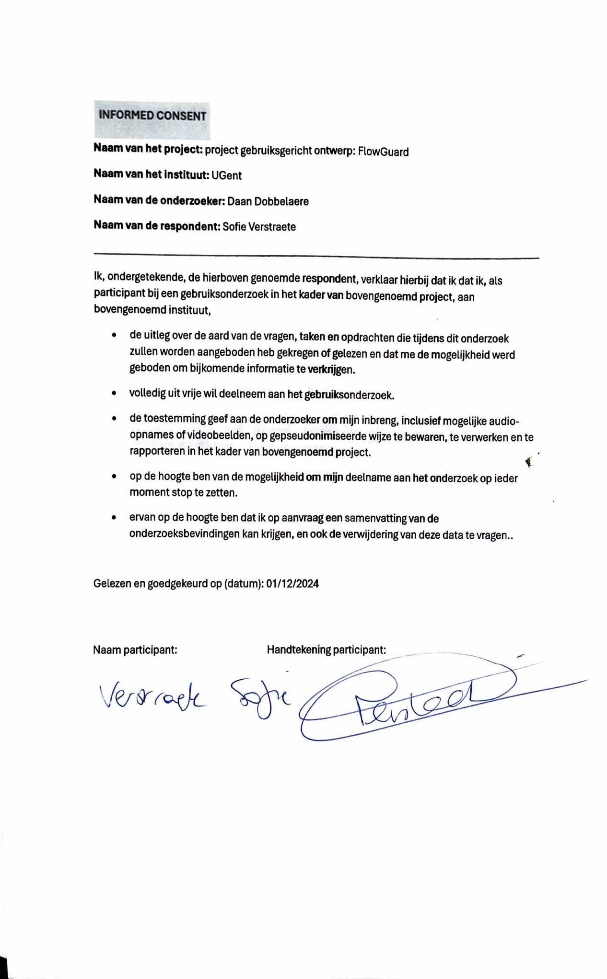 INFORMED CONSENT
Naam van het project: project gebruiksgericht ontwerp: FlowGuard
Naam van het instituut: UGent
Naam van de onderzoeker: Daan Dobbelaere
Naam van de respondent: Sofie Verstraete
Ik, ondergetekende, de hierboven genoemde respondent, verklaar hierbij dat ik dat ik, als
participant bij een gebruiksonderzoek in het kader van bovengenoemd project, aan
bovengenoemd instituut,
• de uitleg over de aard van de vragen, taken en opdrachten die tijdens dit onderzoek
zullen worden aangeboden heb gekregen of gelezen en dat me de mogelijkheid werd
geboden om bijkomende informatie te verkrijgen.
• volledig uit vrije wil deelneem aan het gebruiksonderzoek.
• de toestemming geef aan de onderzoeker om mijn inbreng, inclusief mogelijke audio-
opnames of videobeelden, op gepseudonimiseerde wijze te bewaren, te verwerken en te
rapporteren in het kader van bovengenoemd project.
• op de hoogte ben van de mogelijkheid om mijn deelname aan het onderzoek op ieder
moment stop te zetten.
• ervan op de hoogte ben dat ik op aanvraag een samenvatting van de
onderzoeksbevindingen kan krijgen, en ook de verwijdering van deze data te vragen..
Gelezen en goedgekeurd op (datum): 01/12/2024
Naam participant: Handtekening participant:
Verstraete Sofie